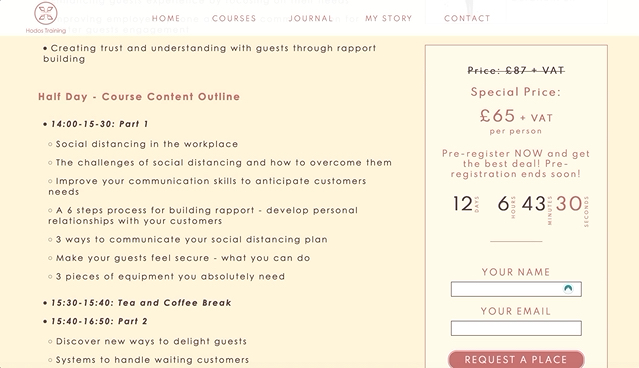 HOME
COURSES
JOURNAL
MY STORY
CONTACT
Hodos Training
• Creating trust and understanding with guests through rapport
building
Half Day - Course Content Outline
• 14:00-15-30: Part 1
○ Social distancing in the workplace
○ The challenges of social distancing and how to overcome them
○ Improve your communication skills to anticipate customers
needs
○ A 6 steps process for building rapport - develop personal
relationships with your customers
○ 3 ways to communicate your social distancing plan
○ Make your guests feel secure - what you can do
○ 3 pieces of equipment you absolutely need
• 15:30-15:40: Tea and Coffee Break
• 15:40-16:50: Part 2
○ Discover new ways to delight guests
○ Systems to handle waiting customers
Price: £87 + VAT
Special Price:
£65 + VAT
per person
Pre-register NOW and get
the best deal! Pre-
registration ends soon!
12 DAYS 6 HOURS 43 MINUTES 30 SECONDS
YOUR NAME
YOUR EMAIL
REQUEST A PLACE